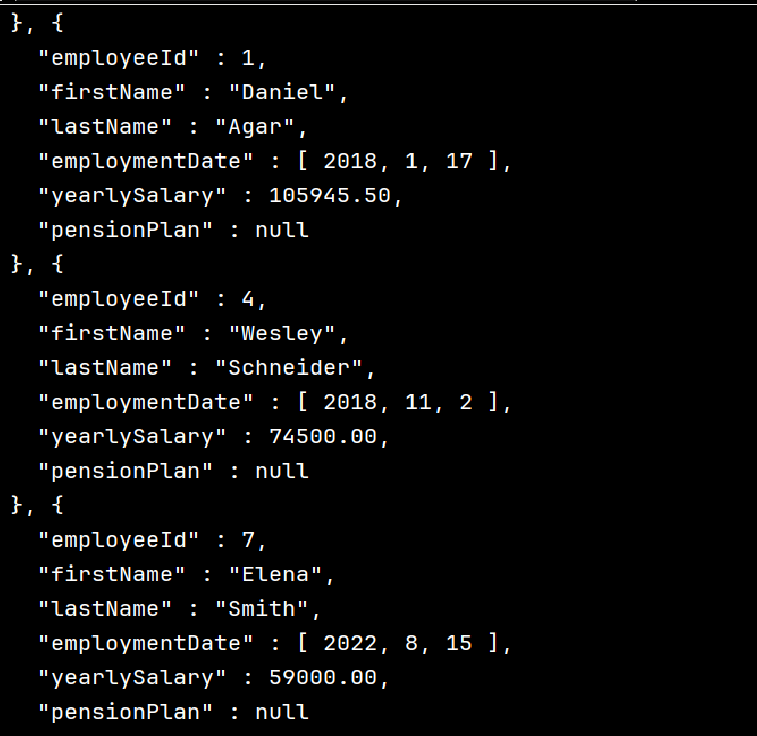 }, {
  "employeeId" : 1,
  "firstName" : "Daniel",
  "lastName" : "Agar",
  "employmentDate" : [ 2018, 1, 17 ],
  "yearlySalary" : 105945.50,
  "pensionPlan" : null
}, {
  "employeeId" : 4,
  "firstName" : "Wesley",
  "lastName" : "Schneider",
  "employmentDate" : [ 2018, 11, 2 ],
  "yearlySalary" : 74500.00,
  "pensionPlan" : null
}, {
  "employeeId" : 7,
  "firstName" : "Elena",
  "lastName" : "Smith",
  "employmentDate" : [ 2022, 8, 15 ],
  "yearlySalary" : 59000.00,
  "pensionPlan" : null